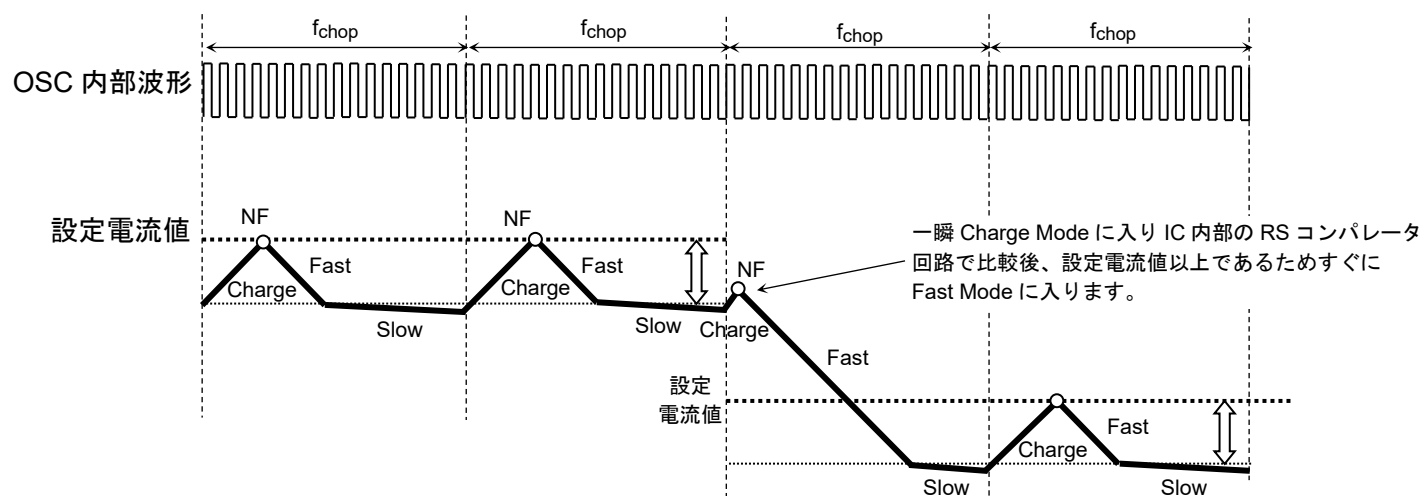 fchop
fchop
fchop
fchop
OSC 内部波形
設定電流値
NF
NF
一瞬 Charge Mode に入り IC 内部の RS コンパレータ
回路で比較後、設定電流値以上であるためすぐに
Fast Mode に入ります。
NF
Fast
Fast
Charge
Charge
Slow
Slow
Charge
Fast
設定
電流値
Fast
Charge
Slow
Slow